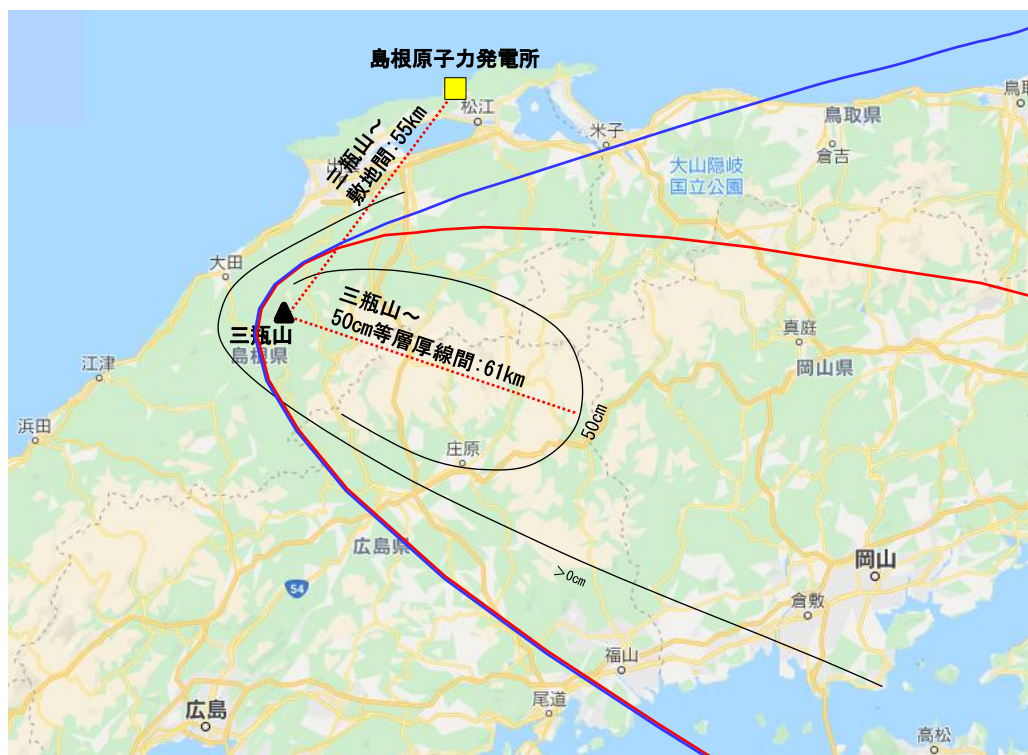 島根原子力発電所
松江
三瓶山～
敷地間:55km
出
米子
鳥取県
倉吉
鳥取
大山隠岐
国立公園
大田
三瓶山～
50cm等層厚線間:61km
三瓶山
島根県
真庭
岡山県
江津
浜田
50cm
庄原
広島県
>0cm
54
岡山
倉敷
福山
尾道
広島
高松